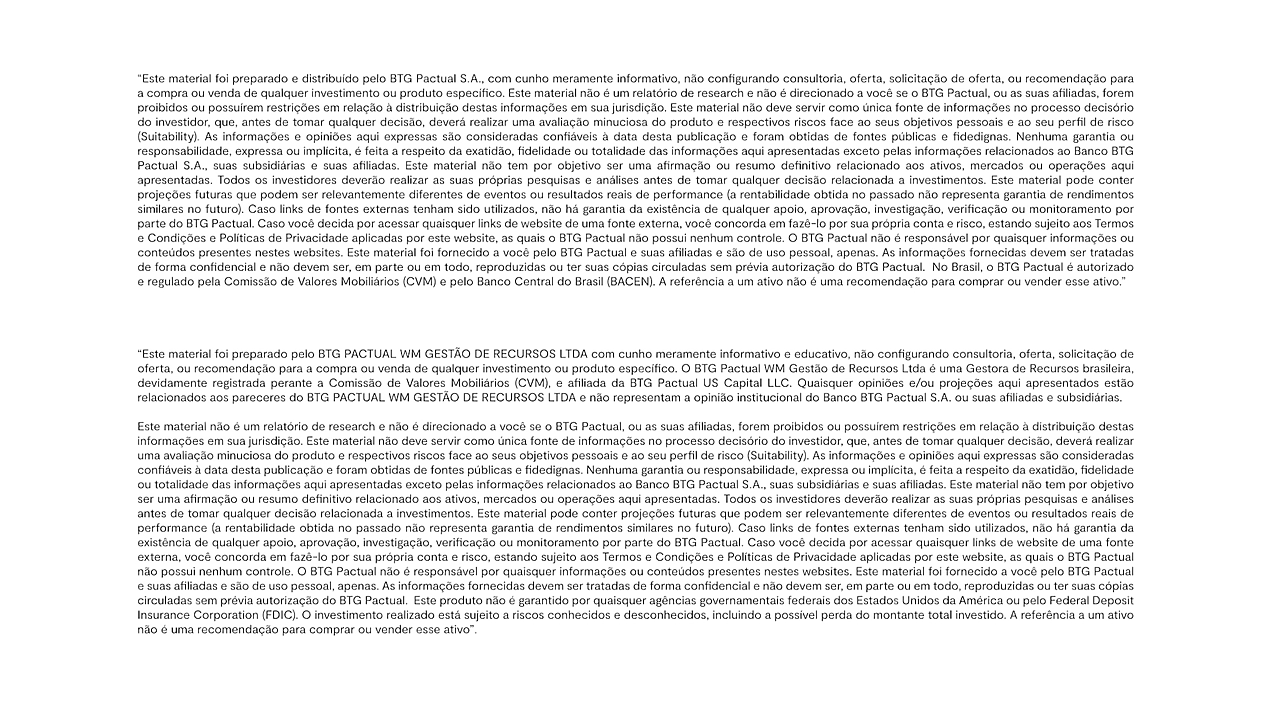 “Este material foi preparado e distribuído pelo BTG Pactual S.A., com cunho meramente informativo, não configurando consultoria, oferta, solicitação de oferta, ou recomendação para
a compra ou venda de qualquer investimento ou produto específico. Este material não é um relatório de research e não é direcionado a você se o BTG Pactual, ou as suas afiliadas, forem
proibidos ou possuírem restrições em relação à distribuição destas informações em sua jurisdição. Este material não deve servir como única fonte de informações no processo decisório
do investidor, que, antes de tomar qualquer decisão, deverá realizar uma avaliação minuciosa do produto e respectivos riscos face ao seus objetivos pessoais e ao seu perfil de risco
(Suitability). As informações e opiniões aqui expressas são consideradas confiáveis à data desta publicação e foram obtidas de fontes públicas e fidedignas. Nenhuma garantia ou
responsabilidade, expressa ou implícita, é feita a respeito da exatidão, fidelidade ou totalidade das informações aqui apresentadas exceto pelas informações relacionados ao Banco BTG
Pactual S.A., suas subsidiárias e suas afiliadas. Este material não tem por objetivo ser uma afirmação ou resumo definitivo relacionado aos ativos, mercados ou operações aqui
apresentadas. Todos os investidores deverão realizar as suas próprias pesquisas e análises antes de tomar qualquer decisão relacionada a investimentos. Este material pode conter
projeções futuras que podem ser relevantemente diferentes de eventos ou resultados reais de performance (a rentabilidade obtida no passado não representa garantia de rendimentos
similares no futuro). Caso links de fontes externas tenham sido utilizados, não há garantia da existência de qualquer apoio, aprovação, investigação, verificação ou monitoramento por
parte do BTG Pactual. Caso você decida por acessar quaisquer links de website de uma fonte externa, você concorda em fazê-lo por sua própria conta e risco, estando sujeito aos Termos
e Condições e Políticas de Privacidade aplicadas por este website, as quais o BTG Pactual não possui nenhum controle. O BTG Pactual não é responsável por quaisquer informações ou
conteúdos presentes nestes websites. Este material foi fornecido a você pelo BTG Pactual e suas afiliadas e são de uso pessoal, apenas. As informações fornecidas devem ser tratadas
de forma confidencial e não devem ser, em parte ou em todo, reproduzidas ou ter suas cópias circuladas sem prévia autorização do BTG Pactual.  No Brasil, o BTG Pactual é autorizado
e regulado pela Comissão de Valores Mobiliários (CVM) e pelo Banco Central do Brasil (BACEN). A referência a um ativo não é uma recomendação para comprar ou vender esse ativo.”
“Este material foi preparado pelo BTG PACTUAL WM GESTÃO DE RECURSOS LTDA com cunho meramente informativo e educativo, não configurando consultoria, oferta, solicitação de
oferta, ou recomendação para a compra ou venda de qualquer investimento ou produto específico. O BTG Pactual WM Gestão de Recursos Ltda é uma Gestora de Recursos brasileira,
devidamente registrada perante a Comissão de Valores Mobiliários (CVM), e afiliada da BTG Pactual US Capital LLC. Quaisquer opiniões e/ou projeções aqui apresentados estão
relacionados aos pareceres do BTG PACTUAL WM GESTÃO DE RECURSOS LTDA e não representam a opinião institucional do Banco BTG Pactual S.A. ou suas afiliadas e subsidiárias.
Este material não é um relatório de research e não é direcionado a você se o BTG Pactual, ou as suas afiliadas, forem proibidos ou possuírem restrições em relação à distribuição destas
informações em sua jurisdição. Este material não deve servir como única fonte de informações no processo decisório do investidor, que, antes de tomar qualquer decisão, deverá realizar
uma avaliação minuciosa do produto e respectivos riscos face ao seus objetivos pessoais e ao seu perfil de risco (Suitability). As informações e opiniões aqui expressas são consideradas
confiáveis à data desta publicação e foram obtidas de fontes públicas e fidedignas. Nenhuma garantia ou responsabilidade, expressa ou implícita, é feita a respeito da exatidão, fidelidade
ou totalidade das informações aqui apresentadas exceto pelas informações relacionados ao Banco BTG Pactual S.A., suas subsidiárias e suas afiliadas. Este material não tem por objetivo
ser uma afirmação ou resumo definitivo relacionado aos ativos, mercados ou operações aqui apresentadas. Todos os investidores deverão realizar as suas próprias pesquisas e análises
antes de tomar qualquer decisão relacionada a investimentos. Este material pode conter projeções futuras que podem ser relevantemente diferentes de eventos ou resultados reais de
performance (a rentabilidade obtida no passado não representa garantia de rendimentos similares no futuro). Caso links de fontes externas tenham sido utilizados, não há garantia da
existência de qualquer apoio, aprovação, investigação, verificação ou monitoramento por parte do BTG Pactual. Caso você decida por acessar quaisquer links de website de uma fonte
externa, você concorda em fazê-lo por sua própria conta e risco, estando sujeito aos Termos e Condições e Políticas de Privacidade aplicadas por este website, as quais o BTG Pactual
não possui nenhum controle. O BTG Pactual não é responsável por quaisquer informações ou conteúdos presentes nestes websites. Este material foi fornecido a você pelo BTG Pactual
e suas afiliadas e são de uso pessoal, apenas. As informações fornecidas devem ser tratadas de forma confidencial e não devem ser, em parte ou em todo, reproduzidas ou ter suas cópias
circuladas sem prévia autorização do BTG Pactual.  Este produto não é garantido por quaisquer agências governamentais federais dos Estados Unidos da América ou pelo Federal Deposit
Insurance Corporation (FDIC). O investimento realizado está sujeito a riscos conhecidos e desconhecidos, incluindo a possível perda do montante total investido. A referência a um ativo
não é uma recomendação para comprar ou vender esse ativo”.